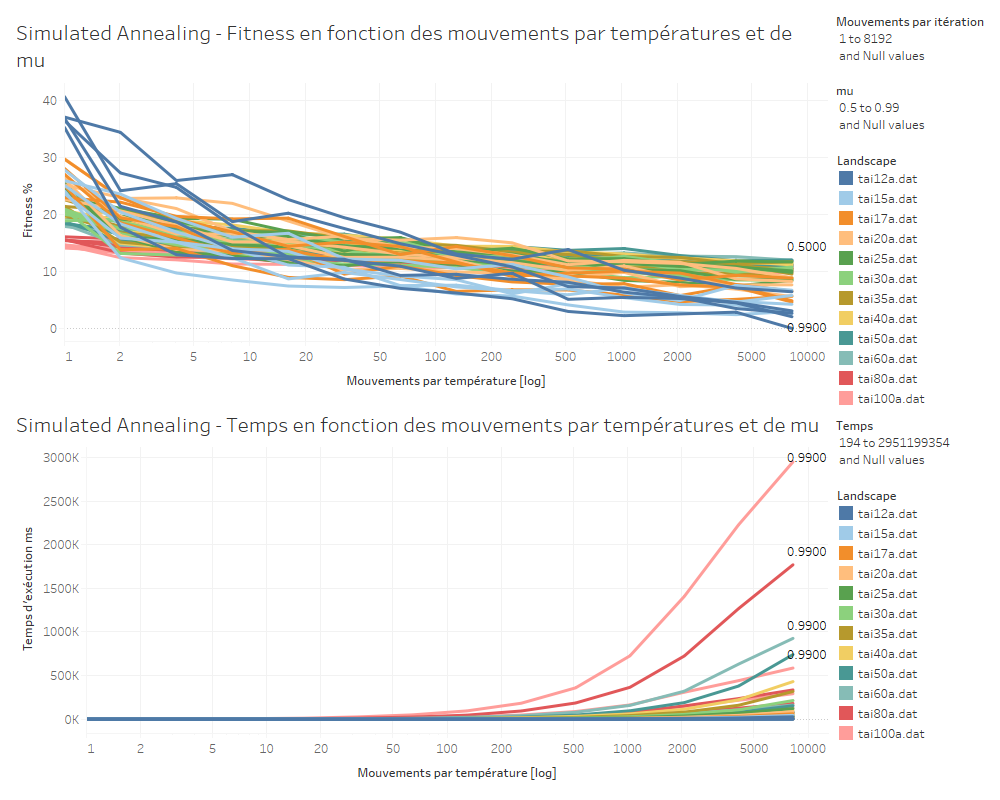 Simulated Annealing - Fitness en fonction des mouvements par températures et de
mu
Mouvements par itération
1 to 8192
and Null values
mu
0.5 to 0.99
and Null values
Landscape
tai12a.dat
tai15a.dat
tai17a.dat
tai20a.dat
tai25a.dat
tai30a.dat
tai35a.dat
tai40a.dat
tai50a.dat
tai60a.dat
tai80a.dat
tai100a.dat
Fitness %
40
30
20
10
0
0.5000
0.9900
1 2 5 10 20 50 100 200 500 1000 2000 5000 10000
Mouvements par température [log]
Simulated Annealing - Temps en fonction des mouvements par températures et de mu
Temps
194 to 2951199354
and Null values
Landscape
tai12a.dat
tai15a.dat
tai17a.dat
tai20a.dat
tai25a.dat
tai30a.dat
tai35a.dat
tai40a.dat
tai50a.dat
tai60a.dat
tai80a.dat
tai100a.dat
Temps d'exécution ms
3000K
2500K
2000K
1500K
1000K
500K
0K
0.9900
0.9900
0.9900
0.9900
1 2 5 10 20 50 100 200 500 1000 2000 5000 10000
Mouvements par température [log]